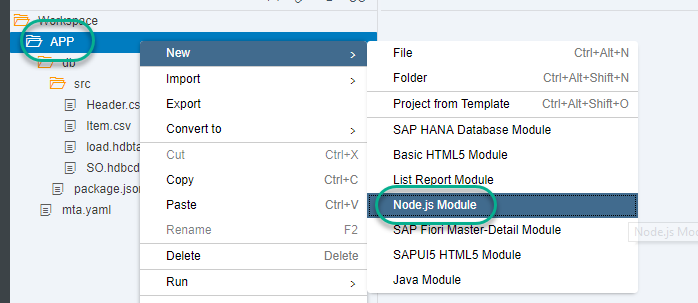 Workspace
APP
db
src
Header.cs
Item.csv
load.hdbta
SO.hdbcd
package.json
mta.yaml
New
Import
Export
Convert to
Cut Ctrl+X
Copy Ctrl+C
Paste Ctrl+V
Rename F2
Delete Delete
Run
File Ctrl+Alt+N
Folder Ctrl+Alt+Shift+N
Project from Template Ctrl+Alt+Shift+O
SAP HANA Database Module
Basic HTML5 Module
List Report Module
Node.js Module
SAP Fiori Master-Detail Module
SAPUI5 HTML5 Module
Java Module
Node.js Mod